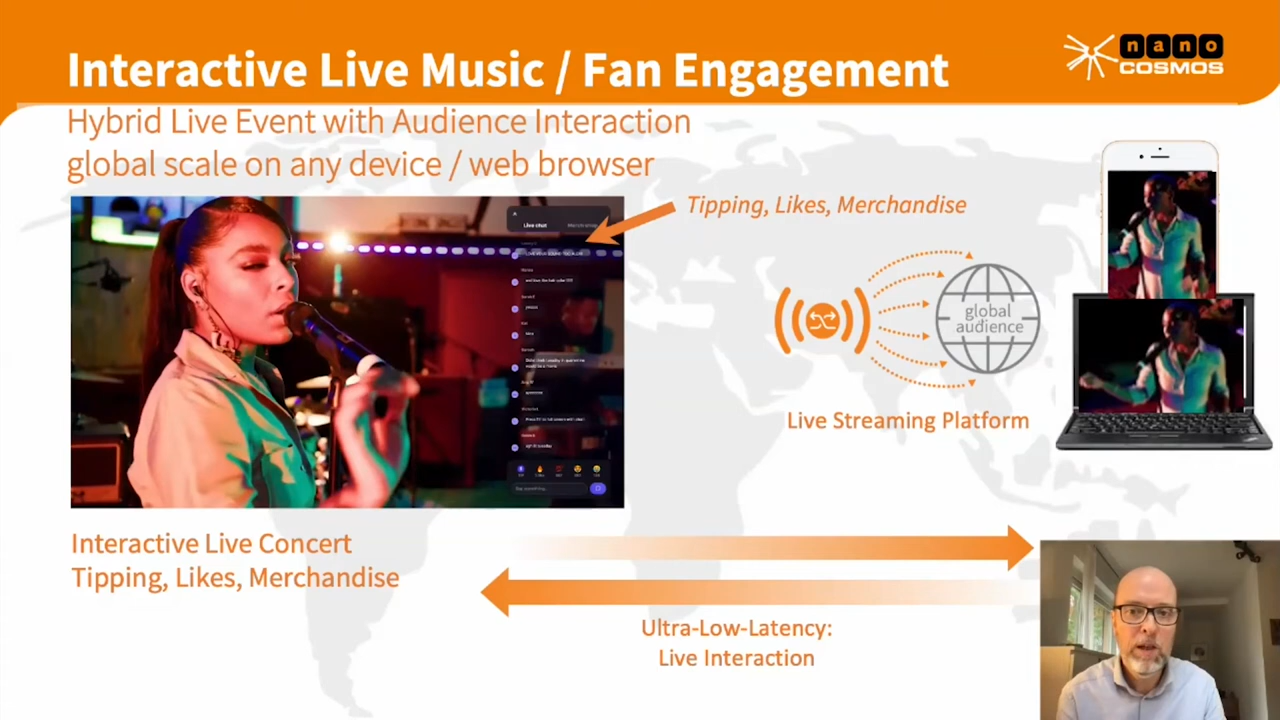 Interactive Live Music / Fan Engagement
nano
COSMOS
Hybrid Live Event with Audience Interaction
global scale on any device / web browser
Tipping, Likes, Merchandise
Live chat
global
audience
Live Streaming Platform
Interactive Live Concert
Tipping, Likes, Merchandise
Ultra-Low-Latency:
Live Interaction